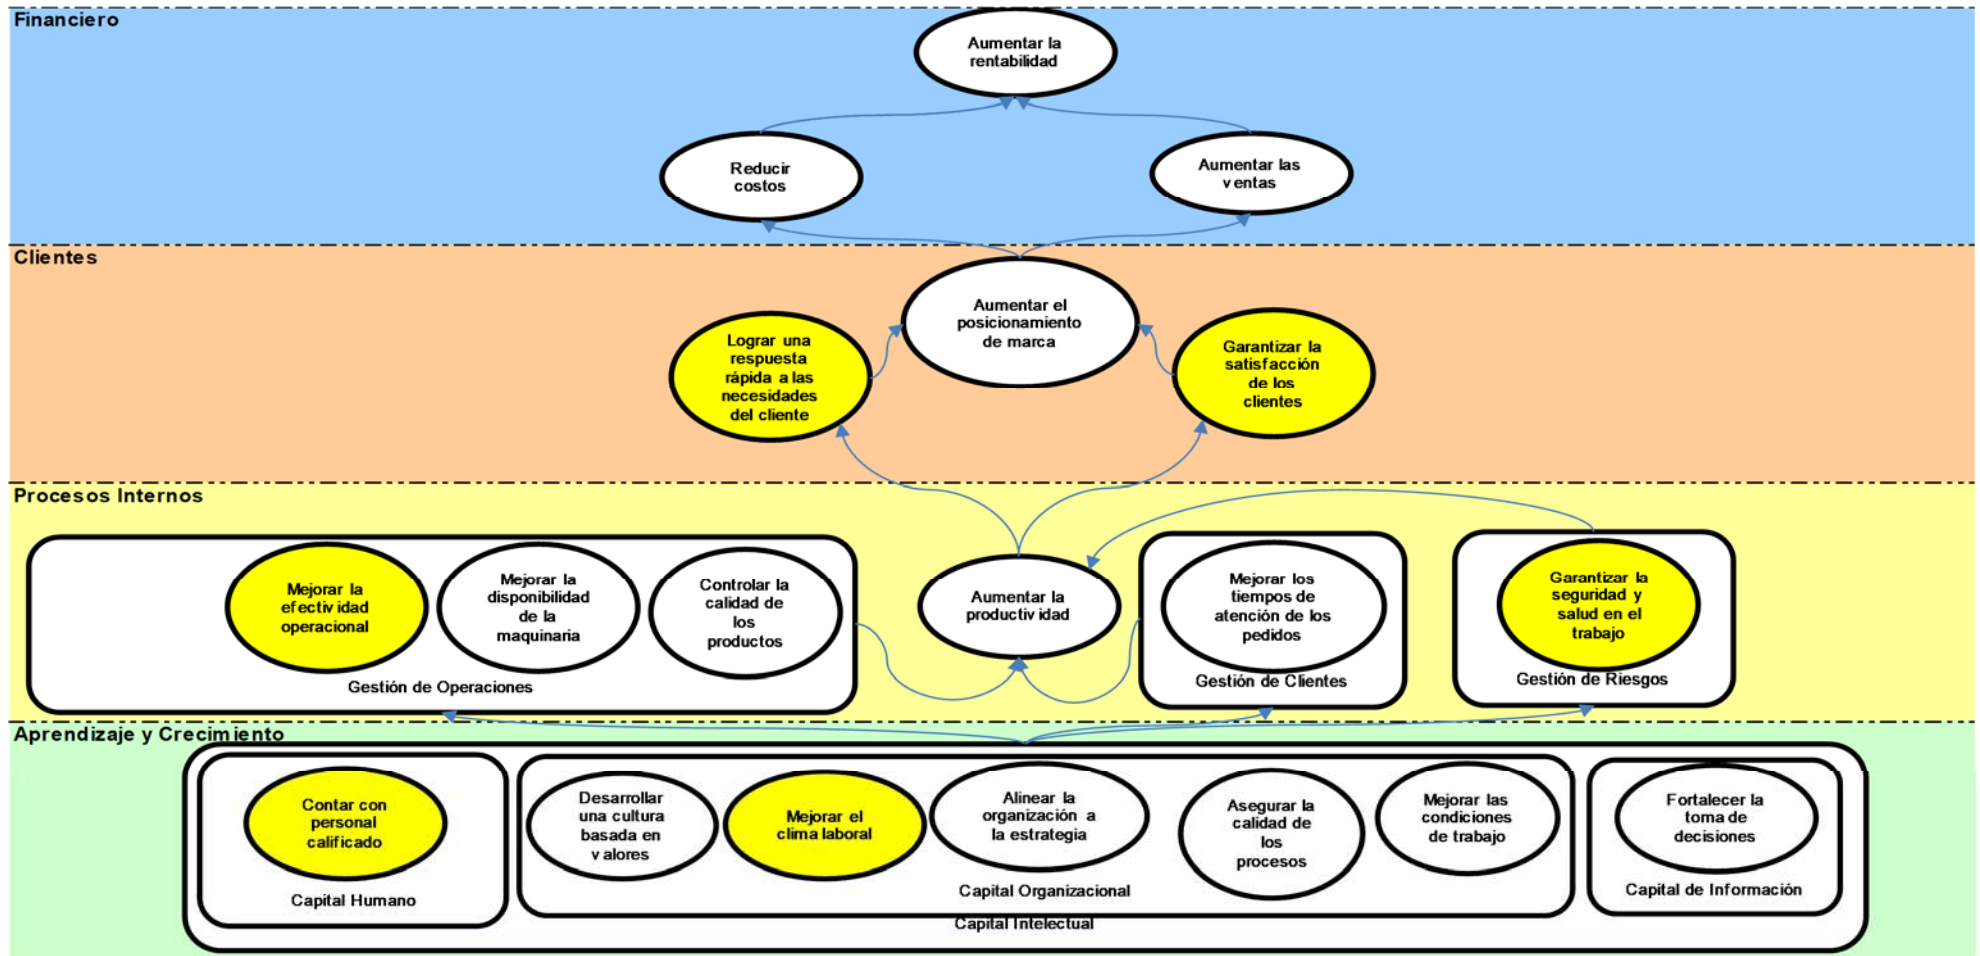 Financiero
Aumentar la
rentabilidad
Reducir
costos
Aumentar las
ventas
Clientes
Aumentar el
posicionamiento
de marca
Lograr una
respuesta
rápida a las
necesidades
del cliente
Garantizar la
satisfacción
de los
clientes
Procesos Internos
Mejorar la
efectividad
operacional
Mejorar la
disponibilidad
de la
maquinaria
Controlar la
calidad de
los
productos
Gestión de Operaciones
Aumentar la
productividad
Mejorar los
tiempos de
atención de los
pedidos
Gestión de Clientes
Garantizar la
seguridad y
salud en el
trabajo
Gestión de Riesgos
Aprendizaje y Crecimiento
Contar con
personal
calificado
Capital Humano
Desarrollar
una cultura
basada en
valores
Mejorar el
clima laboral
Alinear la
organización a
la estrategia
Asegurar la
calidad de
los
procesos
Mejorar las
condiciones
de trabajo
Capital Organizacional
Fortalecer la
toma de
decisiones
Capital de Información
Capital Intelectual